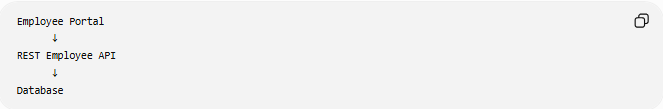 Employee Portal
↓
REST Employee API
↓
Database